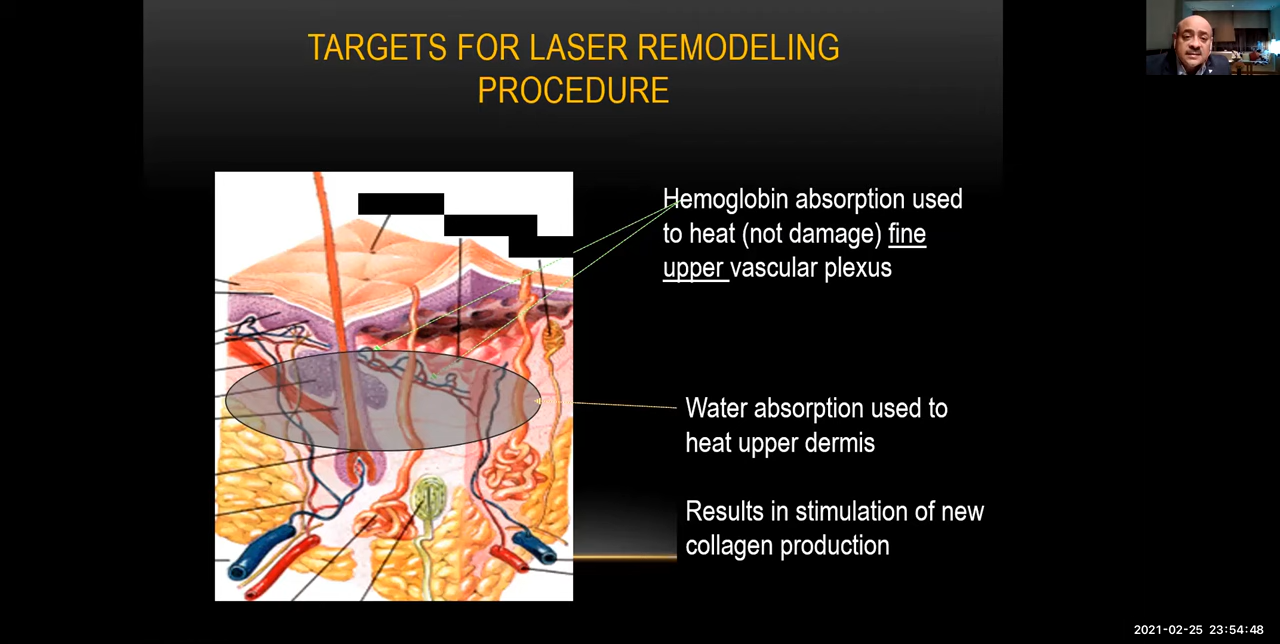 TARGETS FOR LASER REMODELING
PROCEDURE
Hemoglobin absorption used
to heat (not damage) fine
upper vascular plexus
Water absorption used to
heat upper dermis
Results in stimulation of new
collagen production
2021-02-25 23:54:48